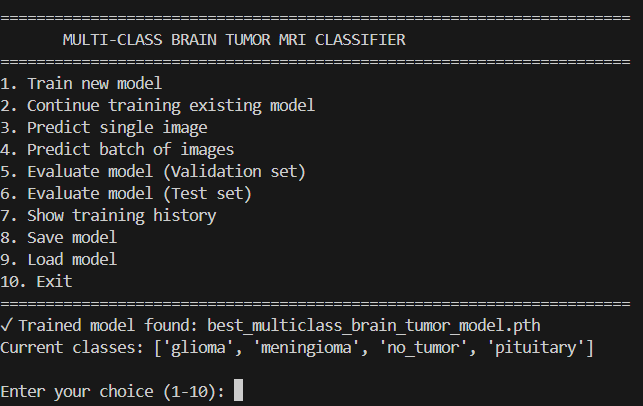 ======================================================================
MULTI-CLASS BRAIN TUMOR MRI CLASSIFIER
======================================================================
1. Train new model
2. Continue training existing model
3. Predict single image
4. Predict batch of images
5. Evaluate model (Validation set)
6. Evaluate model (Test set)
7. Show training history
8. Save model
9. Load model
10. Exit
======================================================================
✓ Trained model found: best_multiclass_brain_tumor_model.pth
Current classes: ['glioma', 'meningioma', 'no_tumor', 'pituitary']
Enter your choice (1-10):